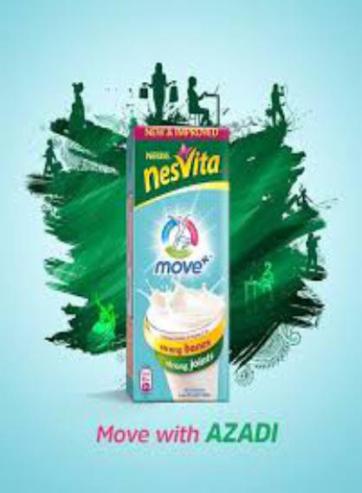 NEW & IMPROVED
Nestlé
nesVita
move
strong bones
strong joints
Move with AZADI